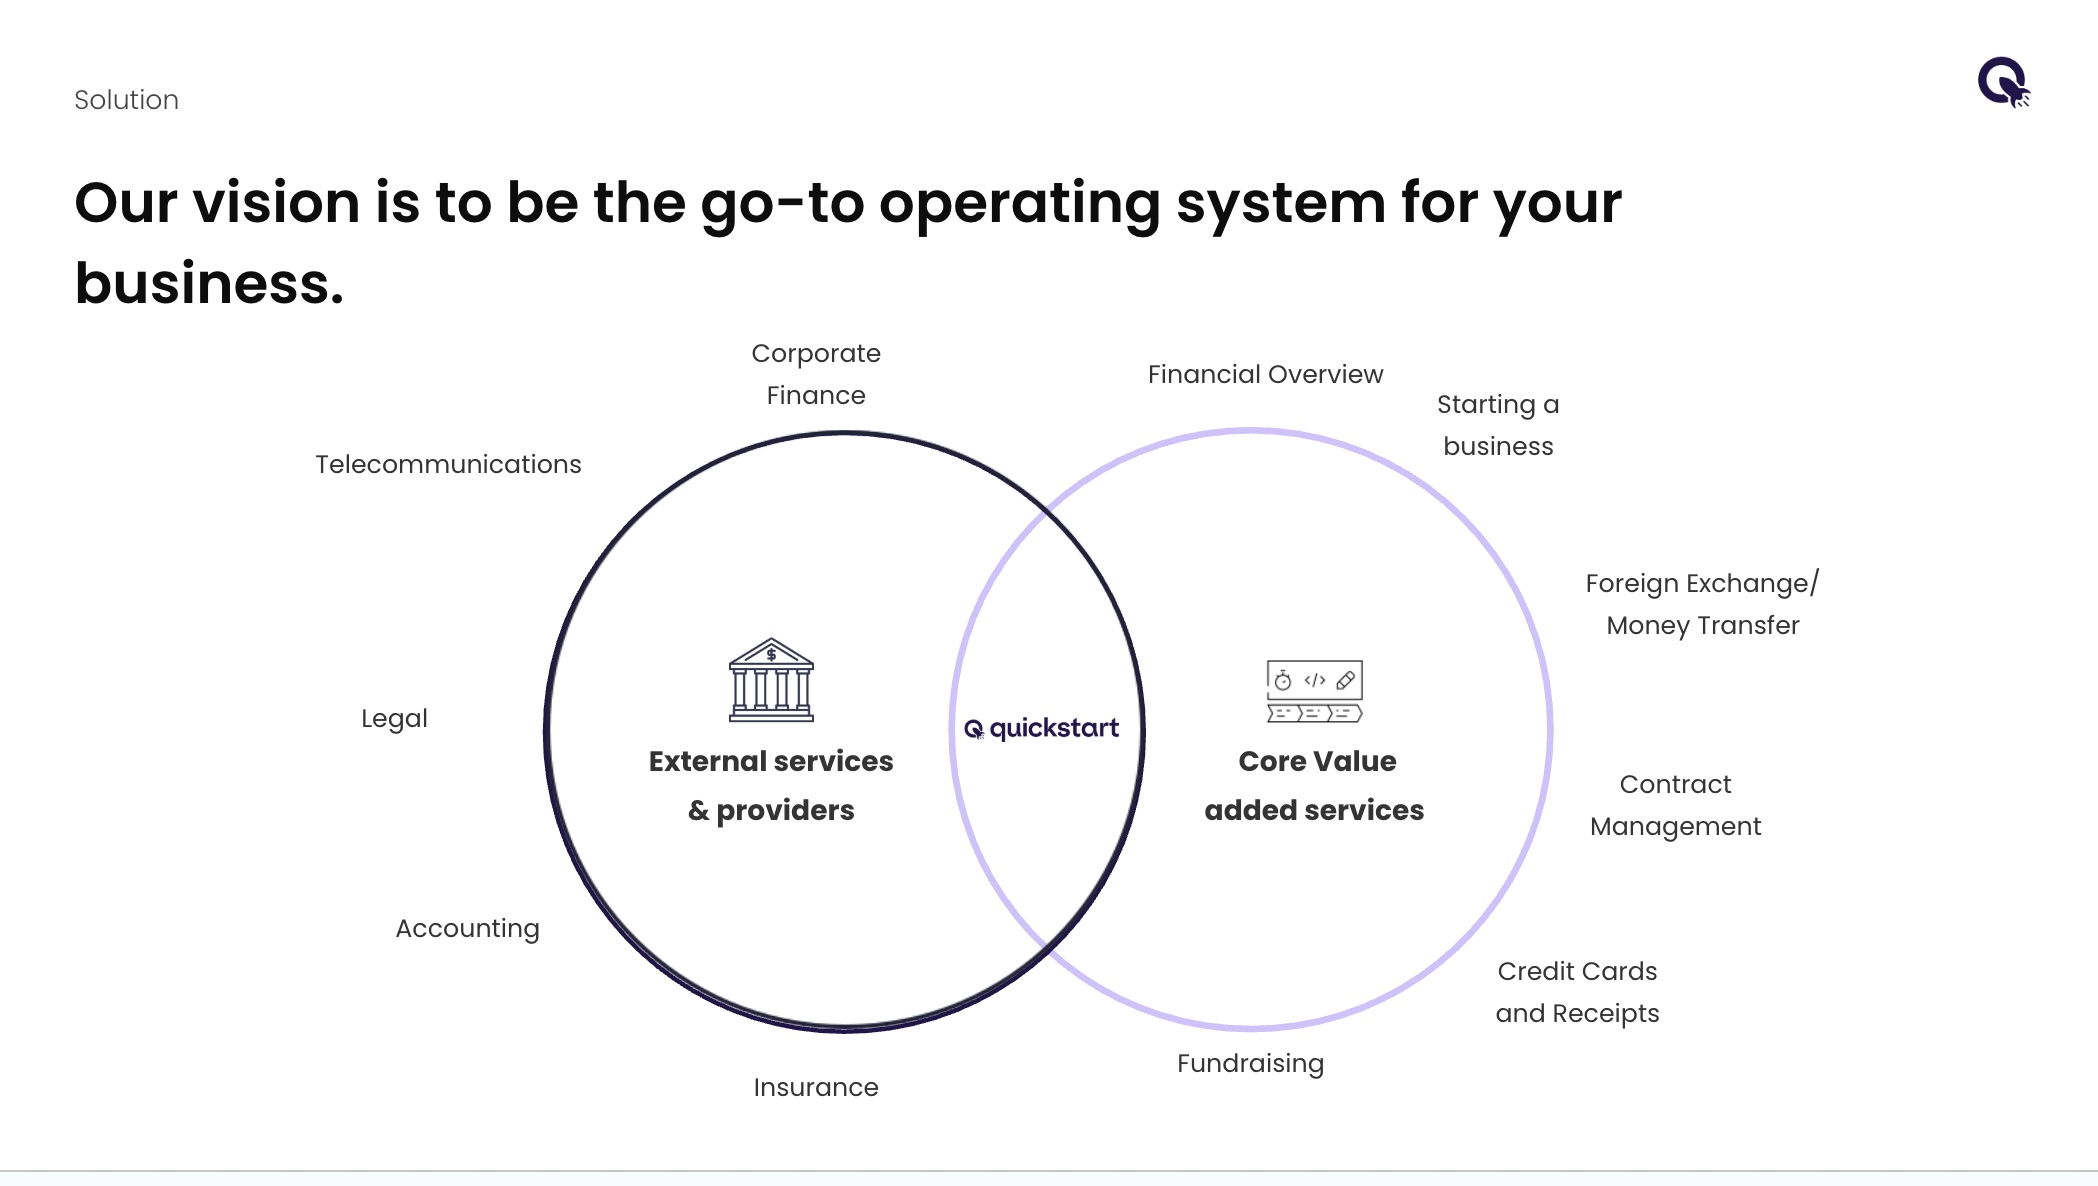 Solution
Our vision is to be the go-to operating system for your
business.
Corporate
Finance
Financial Overview
Starting a
business
Telecommunications
Foreign Exchange/
Money Transfer
$
</>
Legal
quickstart
External services
& providers
Core Value
added services
Contract
Management
Accounting
Credit Cards
and Receipts
Fundraising
Insurance